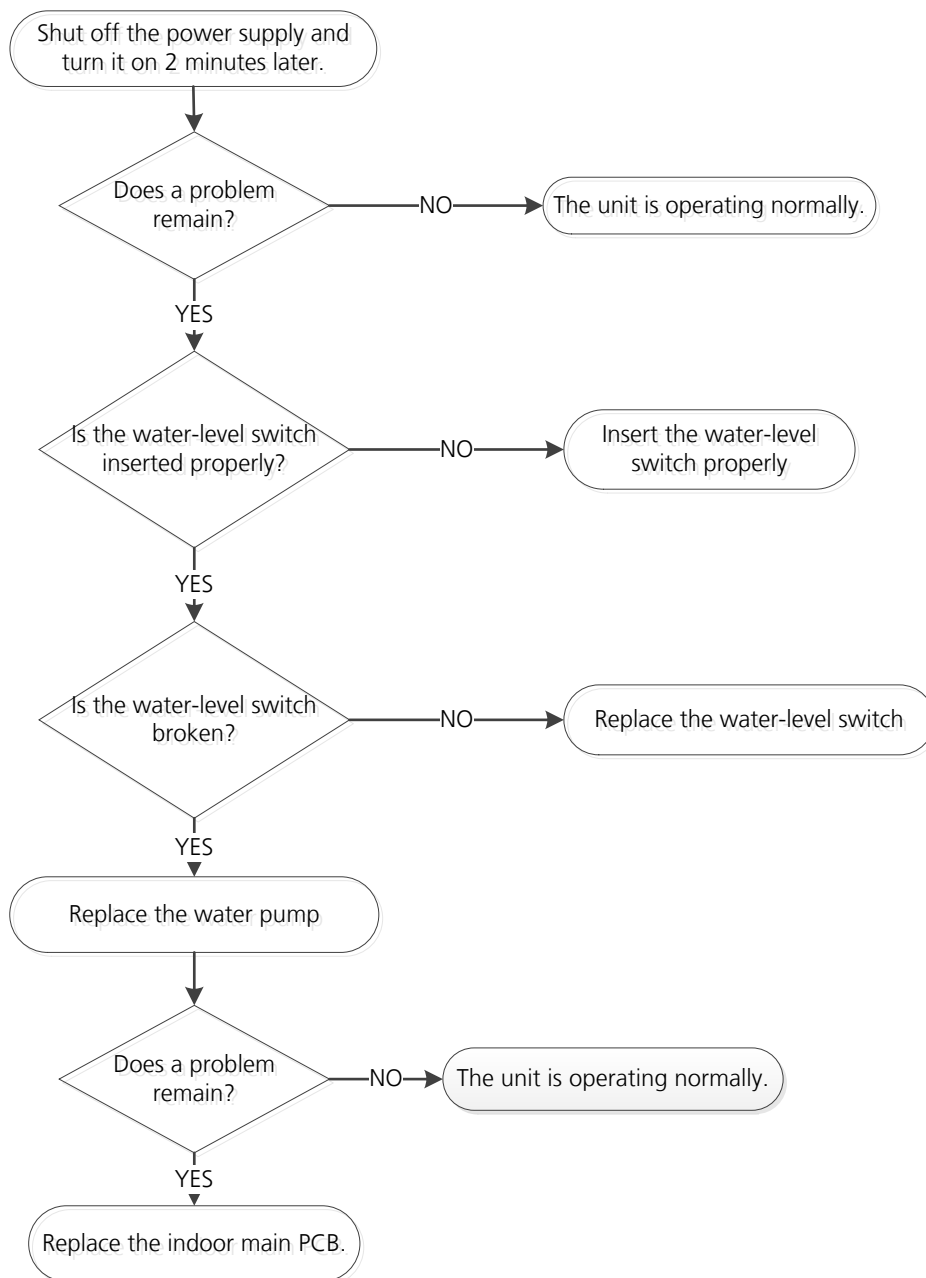 Shut off the power supply and
turn it on 2 minutes later.
Does a problem
remain?
NO
The unit is operating normally.
YES
Is the water-level switch
inserted properly?
NO
Insert the water-level
switch properly
YES
Is the water-level switch
broken?
NO
Replace the water-level switch
YES
Replace the water pump
Does a problem
remain?
NO
The unit is operating normally.
YES
Replace the indoor main PCB.